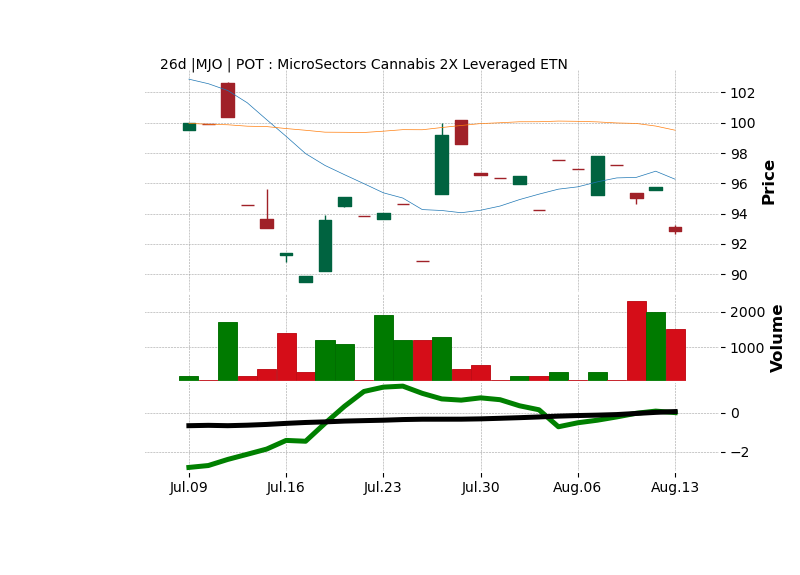 26d |MJO | POT : MicroSectors Cannabis 2X Leveraged ETN
102
100
98
96
94
92
90
Price
2000
1000
Volume
0
−2
Jul.09 Jul.16 Jul.23 Jul.30 Aug.06 Aug.13